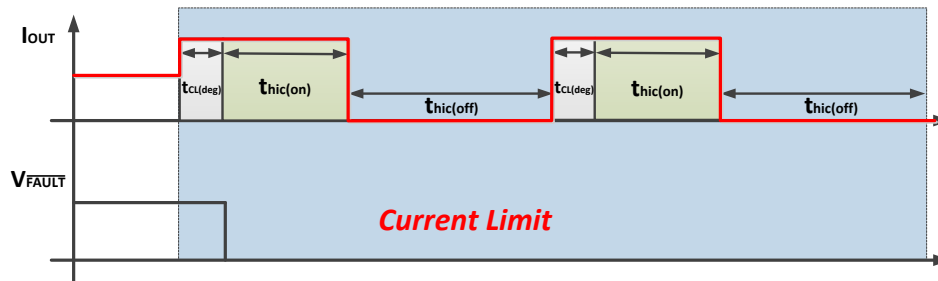 IOUT
tCL(deg)
thic(on)
thic(off)
tCL(deg)
thic(on)
thic(off)
VFAULT
Current Limit